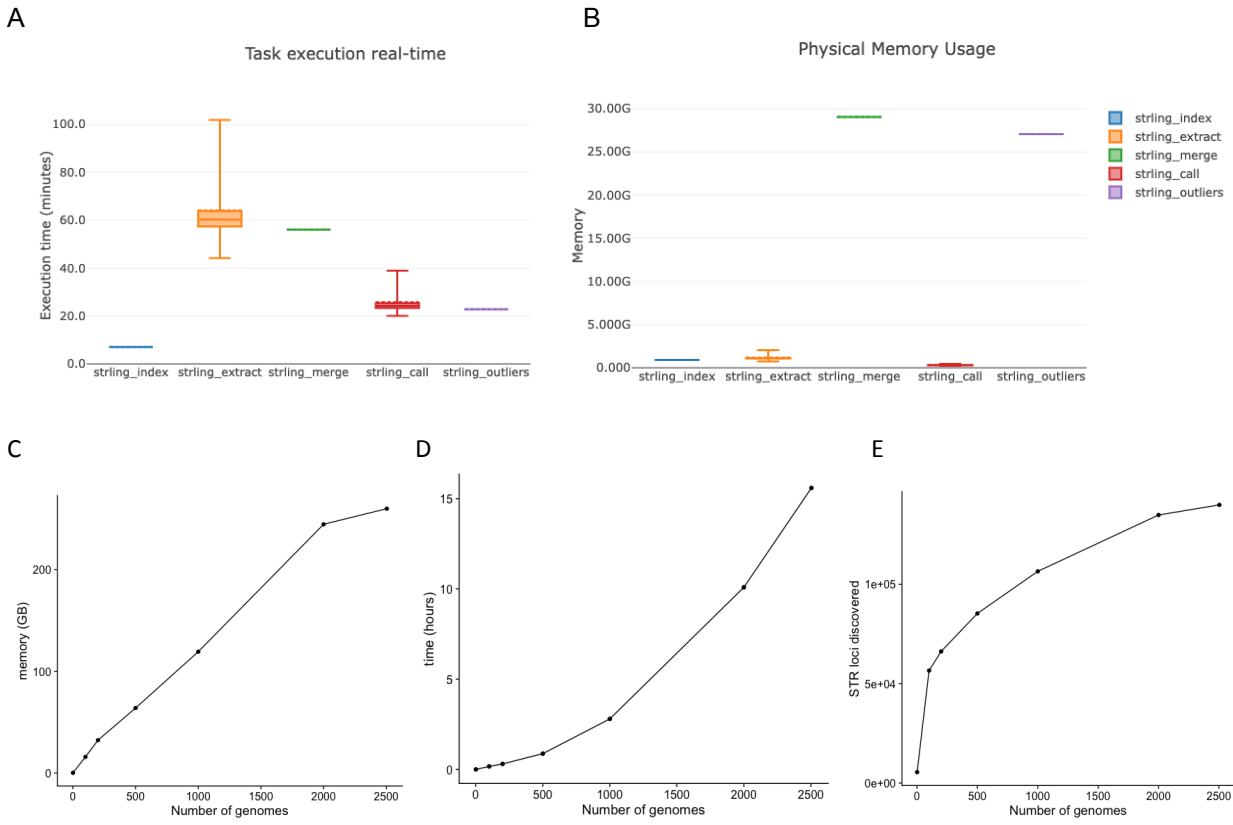 A
B
Task execution real-time
Physical Memory Usage
Execution time (minutes)
100.0
80.0
60.0
40.0
20.0
0.0
strling_index strling_extract strling_merge strling_call strling_outliers
Memory
30.00G
25.00G
20.00G
15.00G
10.00G
5.000G
0.000
strling_index strling_extract strling_merge strling_call strling_outliers
strling_index
strling_extract
strling_merge
strling_call
strling_outliers
C
D
E
memory (GB)
200
100
0
0 500 1000 1500 2000 2500
Number of genomes
time (hours)
15
10
5
0
0 500 1000 1500 2000 2500
Number of genomes
STR loci discovered
1e+05
5e+04
0e+00
0 500 1000 1500 2000 2500
Number of genomes